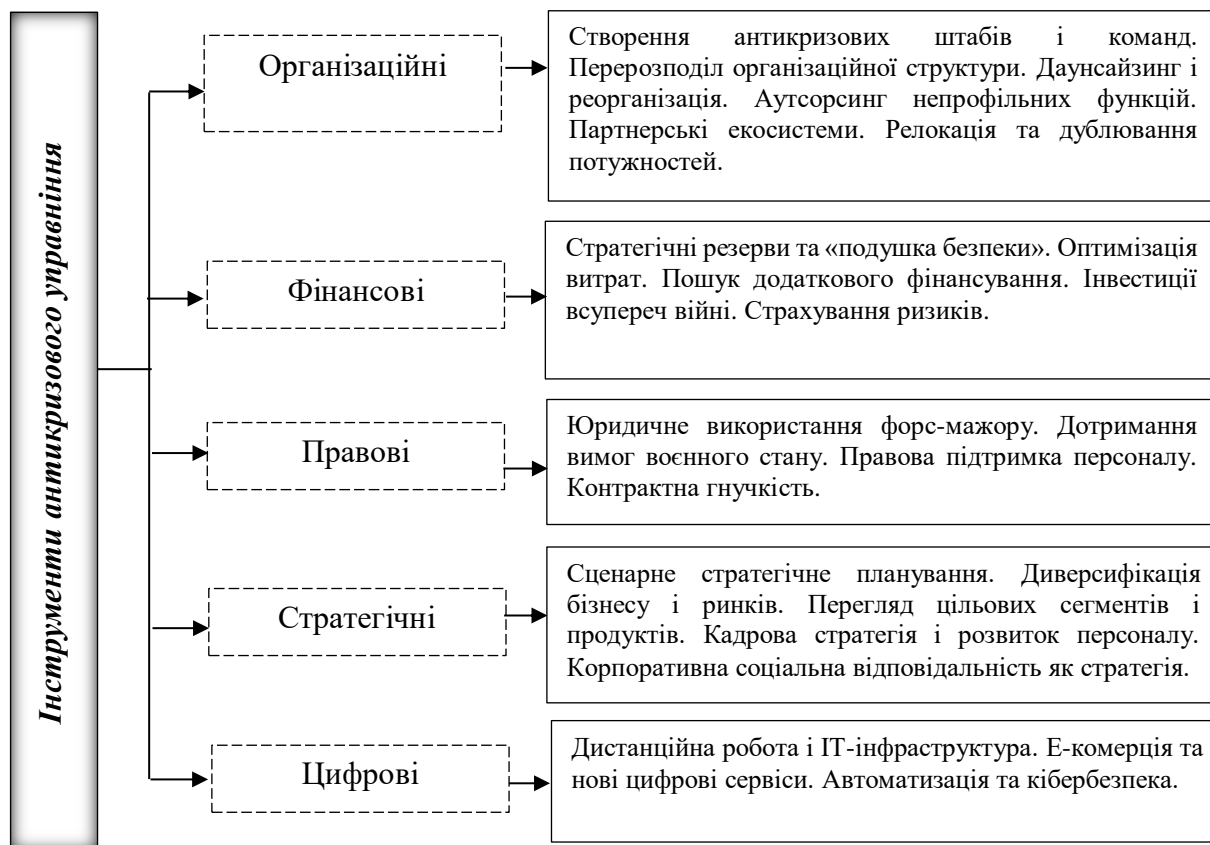 Інструменти антикризового управління
Організаційні
Створення антикризових штабів і команд.
Перерозподіл організаційної структури. Даунсайзинг і
реорганізація. Аутсорсинг непрофільних функцій.
Партнерські екосистеми. Релокація та дублювання
потужностей.
Фінансові
Стратегічні резерви та «подушка безпеки». Оптимізація
витрат. Пошук додаткового фінансування. Інвестиції
всупереч війні. Страхування ризиків.
Правові
Юридичне використання форс-мажору. Дотримання
вимог воєнного стану. Правова підтримка персоналу.
Контрактна гнучкість.
Стратегічні
Сценарне стратегічне планування. Диверсифікація
бізнесу і ринків. Перегляд цільових сегментів і
продуктів. Кадрова стратегія і розвиток персоналу.
Корпоративна соціальна відповідальність як стратегія.
Цифрові
Дистанційна робота і ІТ-інфраструктура. Е-комерція та
нові цифрові сервіси. Автоматизація та кібербезпека.